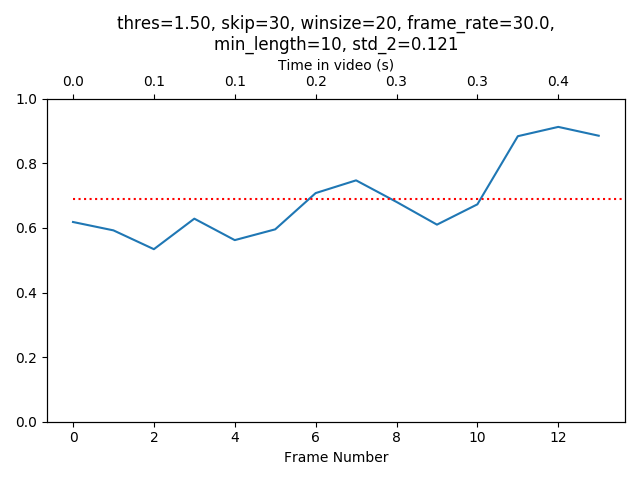 thres=1.50, skip=30, winsize=20, frame_rate=30.0,
min_length=10, std_2=0.121
Time in video (s)
0.0 0.1 0.1 0.2 0.3 0.3 0.4
1.0
0.8
0.6
0.4
0.2
0.0
0 2 4 6 8 10 12
Frame Number